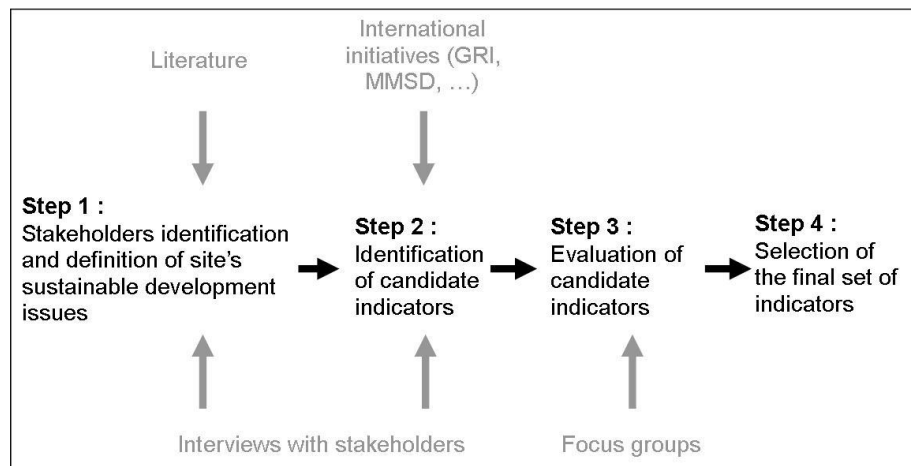 Literature
International
initiatives (GRI,
MMSD, …)
Step 1 :
Stakeholders identification
and definition of site's
sustainable development
issues
Step 2 :
Identification
of candidate
indicators
Step 3 :
Evaluation of
candidate
indicators
Step 4 :
Selection of
the final set of
indicators
Interviews with stakeholders
Focus groups